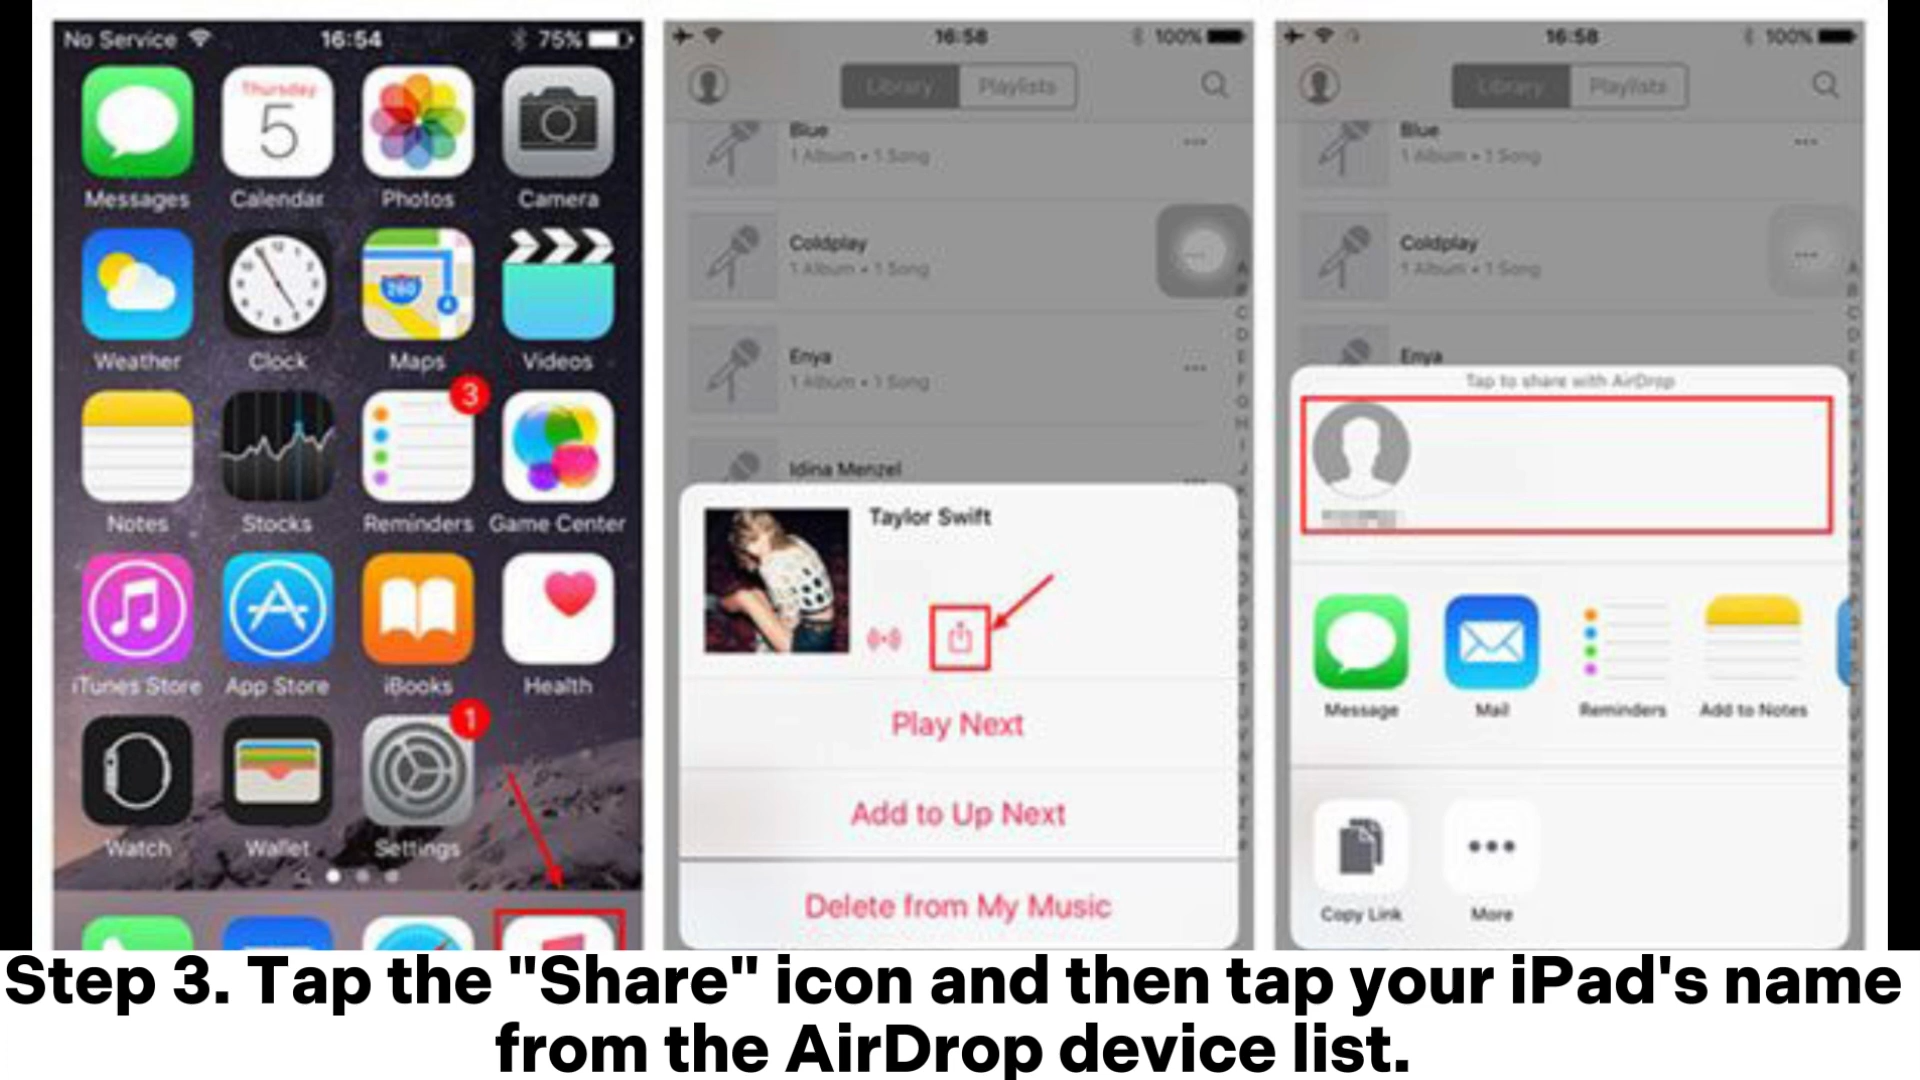 No Service
16:54
75%
Thursday
5
Messages
Calendar
Photos
Camera
12
280
Weather
Clock
Maps
Videos
3
Notes
Stocks
Reminders
Game Center
iTunes Store
App Store
iBooks
Health
1
Watch
Wallet
Settings
16:58
100%
Library
Playlists
Blue
1 Album • 1 Song
Coldplay
1 Album • 1 Song
Enya
1 Album • 1 Song
Idina Menzel
Taylor Swift
Play Next
Add to Up Next
Delete from My Music
16:58
100%
Library
Playlists
Blue
1 Album • 1 Song
Coldplay
1 Album • 1 Song
Enya
Tap to share with AirDrop
Message
Mail
Reminders
Add to Notes
Copy Link
More
Step 3. Tap the "Share" icon and then tap your iPad's name
from the AirDrop device list.